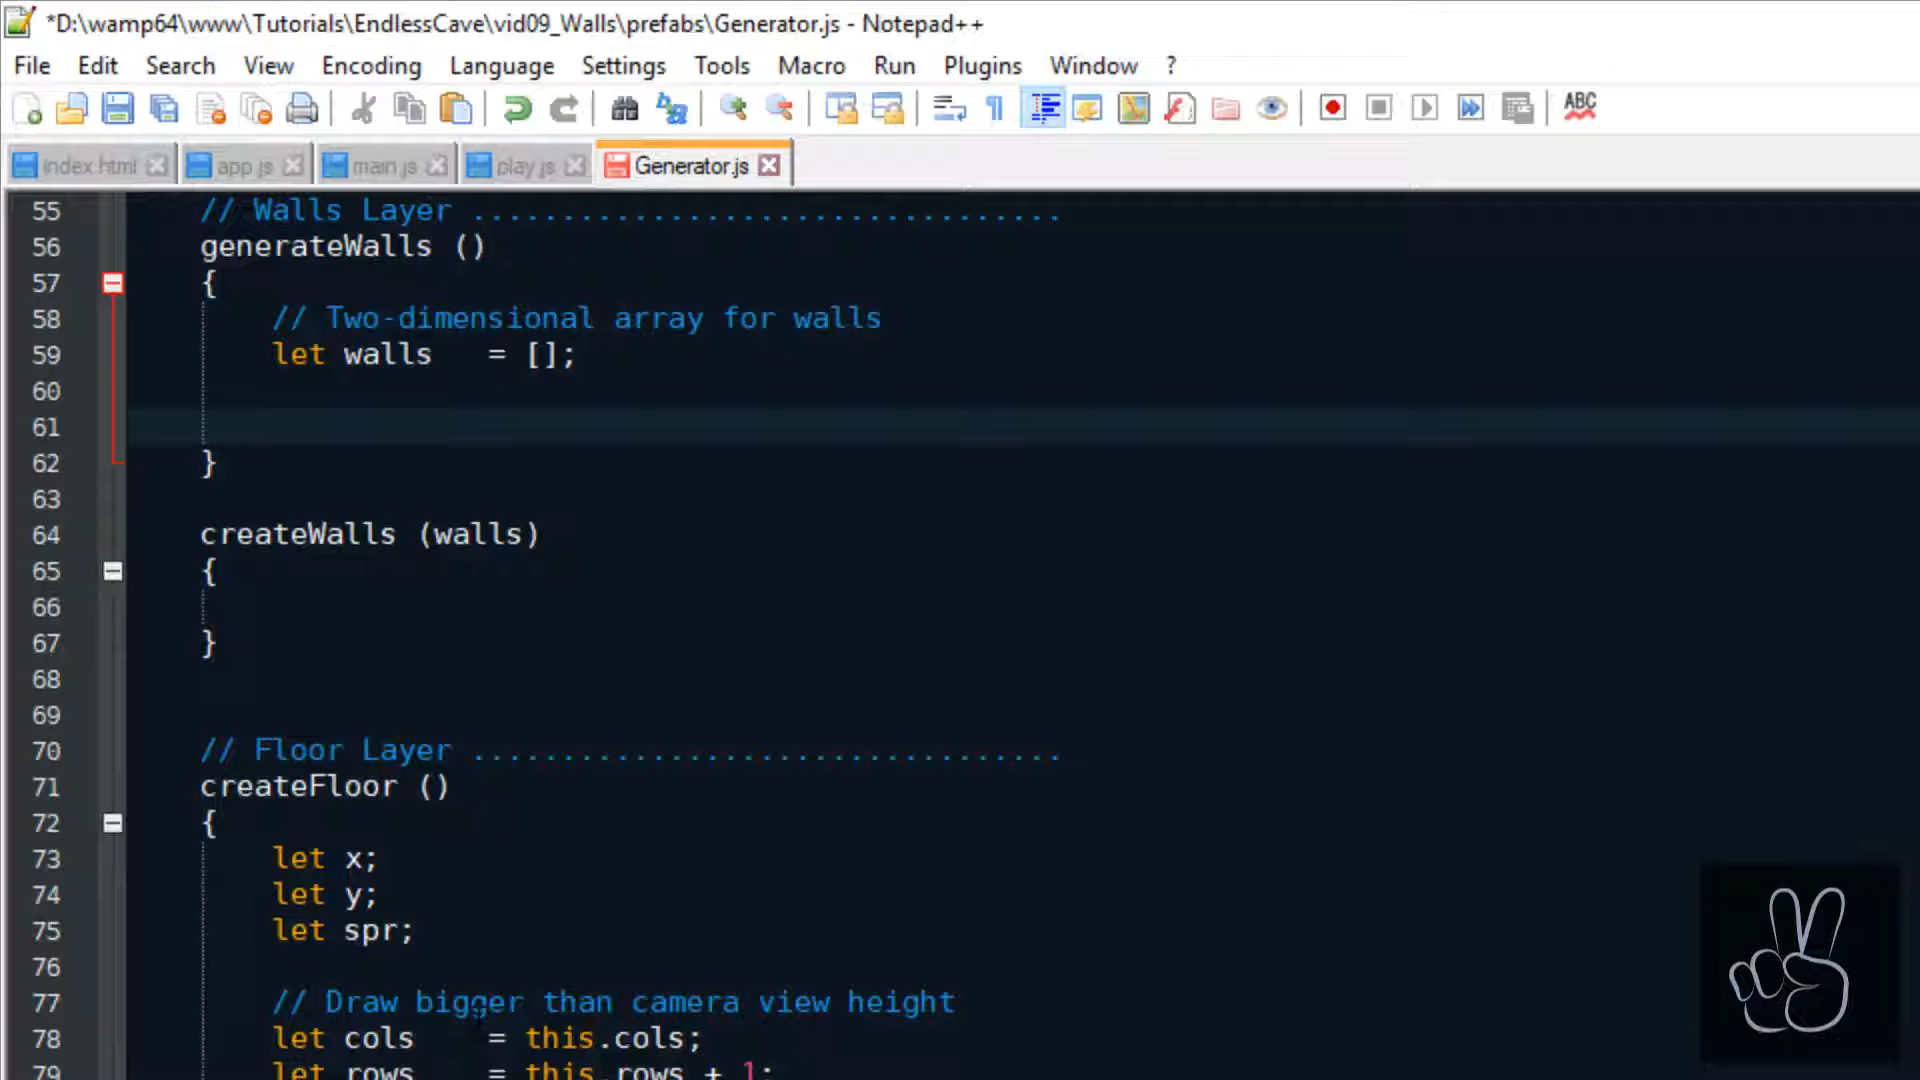 *D:\wamp64\www\Tutorials\EndlessCave\vid09_Walls\prefabs\Generator.js - Notepad++
File Edit Search View Encoding Language Settings Tools Macro Run Plugins Window ?
ABC
index.html app.js main.js play.js Generator.js
55 // Walls Layer .................................
56 generateWalls ()
57 {
58 // Two-dimensional array for walls
59 let walls = [];
60
61
62 }
63
64 createWalls (walls)
65 {
66
67 }
68
69
70 // Floor Layer .................................
71 createFloor ()
72 {
73 let x;
74 let y;
75 let spr;
76
77 // Draw bigger than camera view height
78 let cols = this.cols;
79 let rows = this.rows + 1;